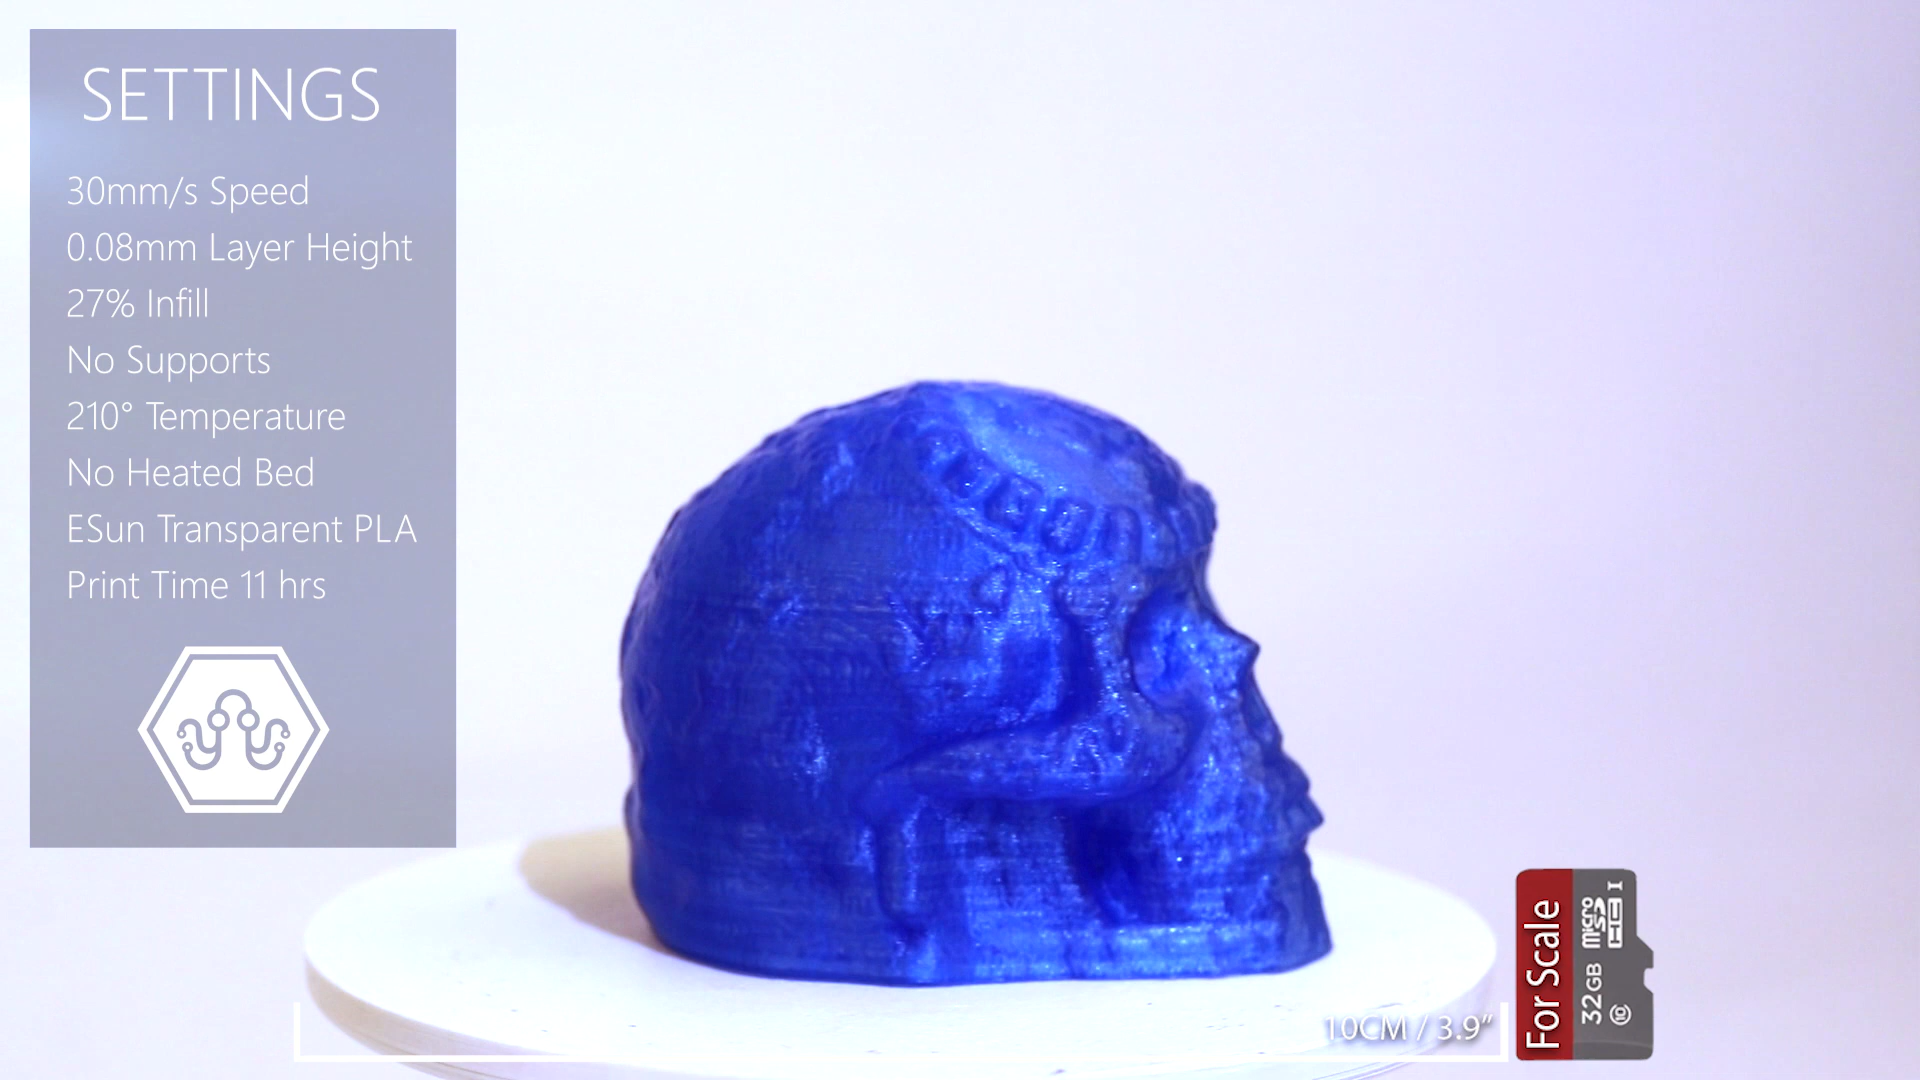 SETTINGS
30mm/s Speed
0.08mm Layer Height
27% Infill
No Supports
210° Temperature
No Heated Bed
ESun Transparent PLA
Print Time 11 hrs
10CM / 3.9"
For Scale
32GB
micro
SD
HC I
10